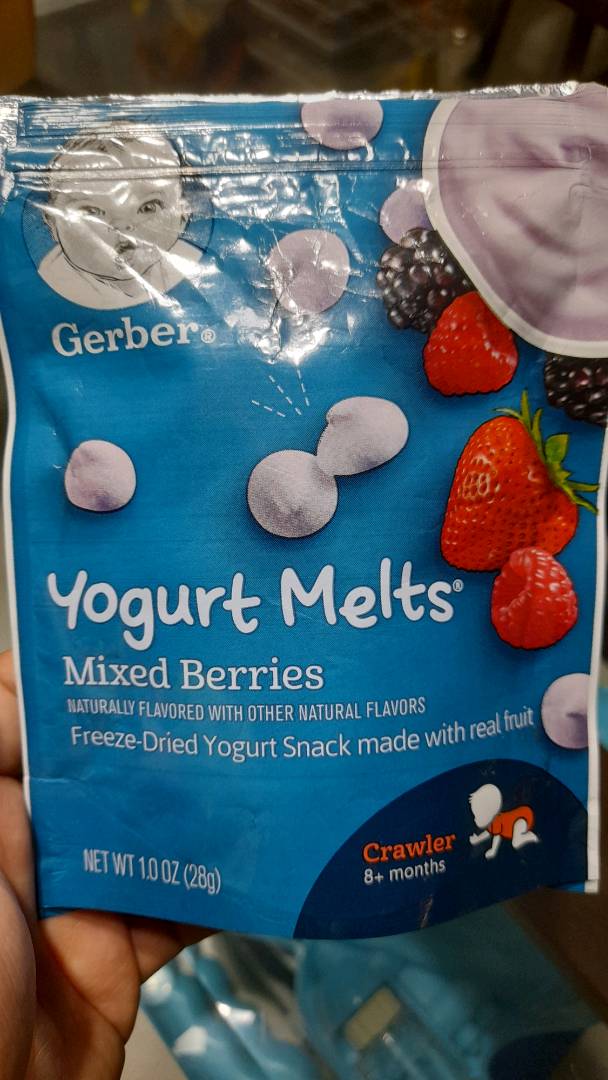 Gerber®
Yogurt Melts®
Mixed Berries
NATURALLY FLAVORED WITH OTHER NATURAL FLAVORS
Freeze-Dried Yogurt Snack made with real fruit
Crawler
8+ months
NET WT 1.0 OZ (28g)